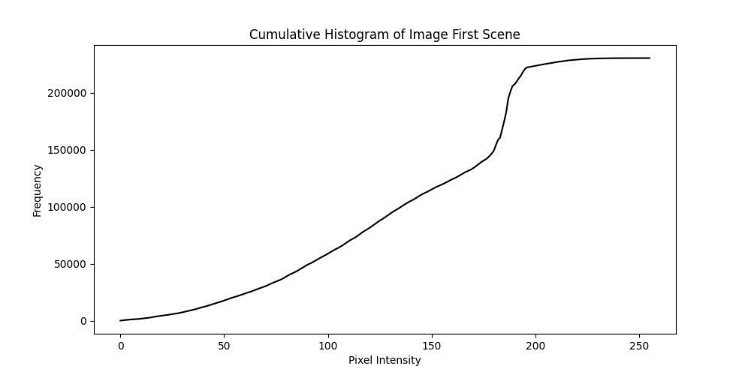 Cumulative Histogram of Image First Scene
200000
150000
100000
50000
0
Frequency
0 50 100 150 200 250
Pixel Intensity